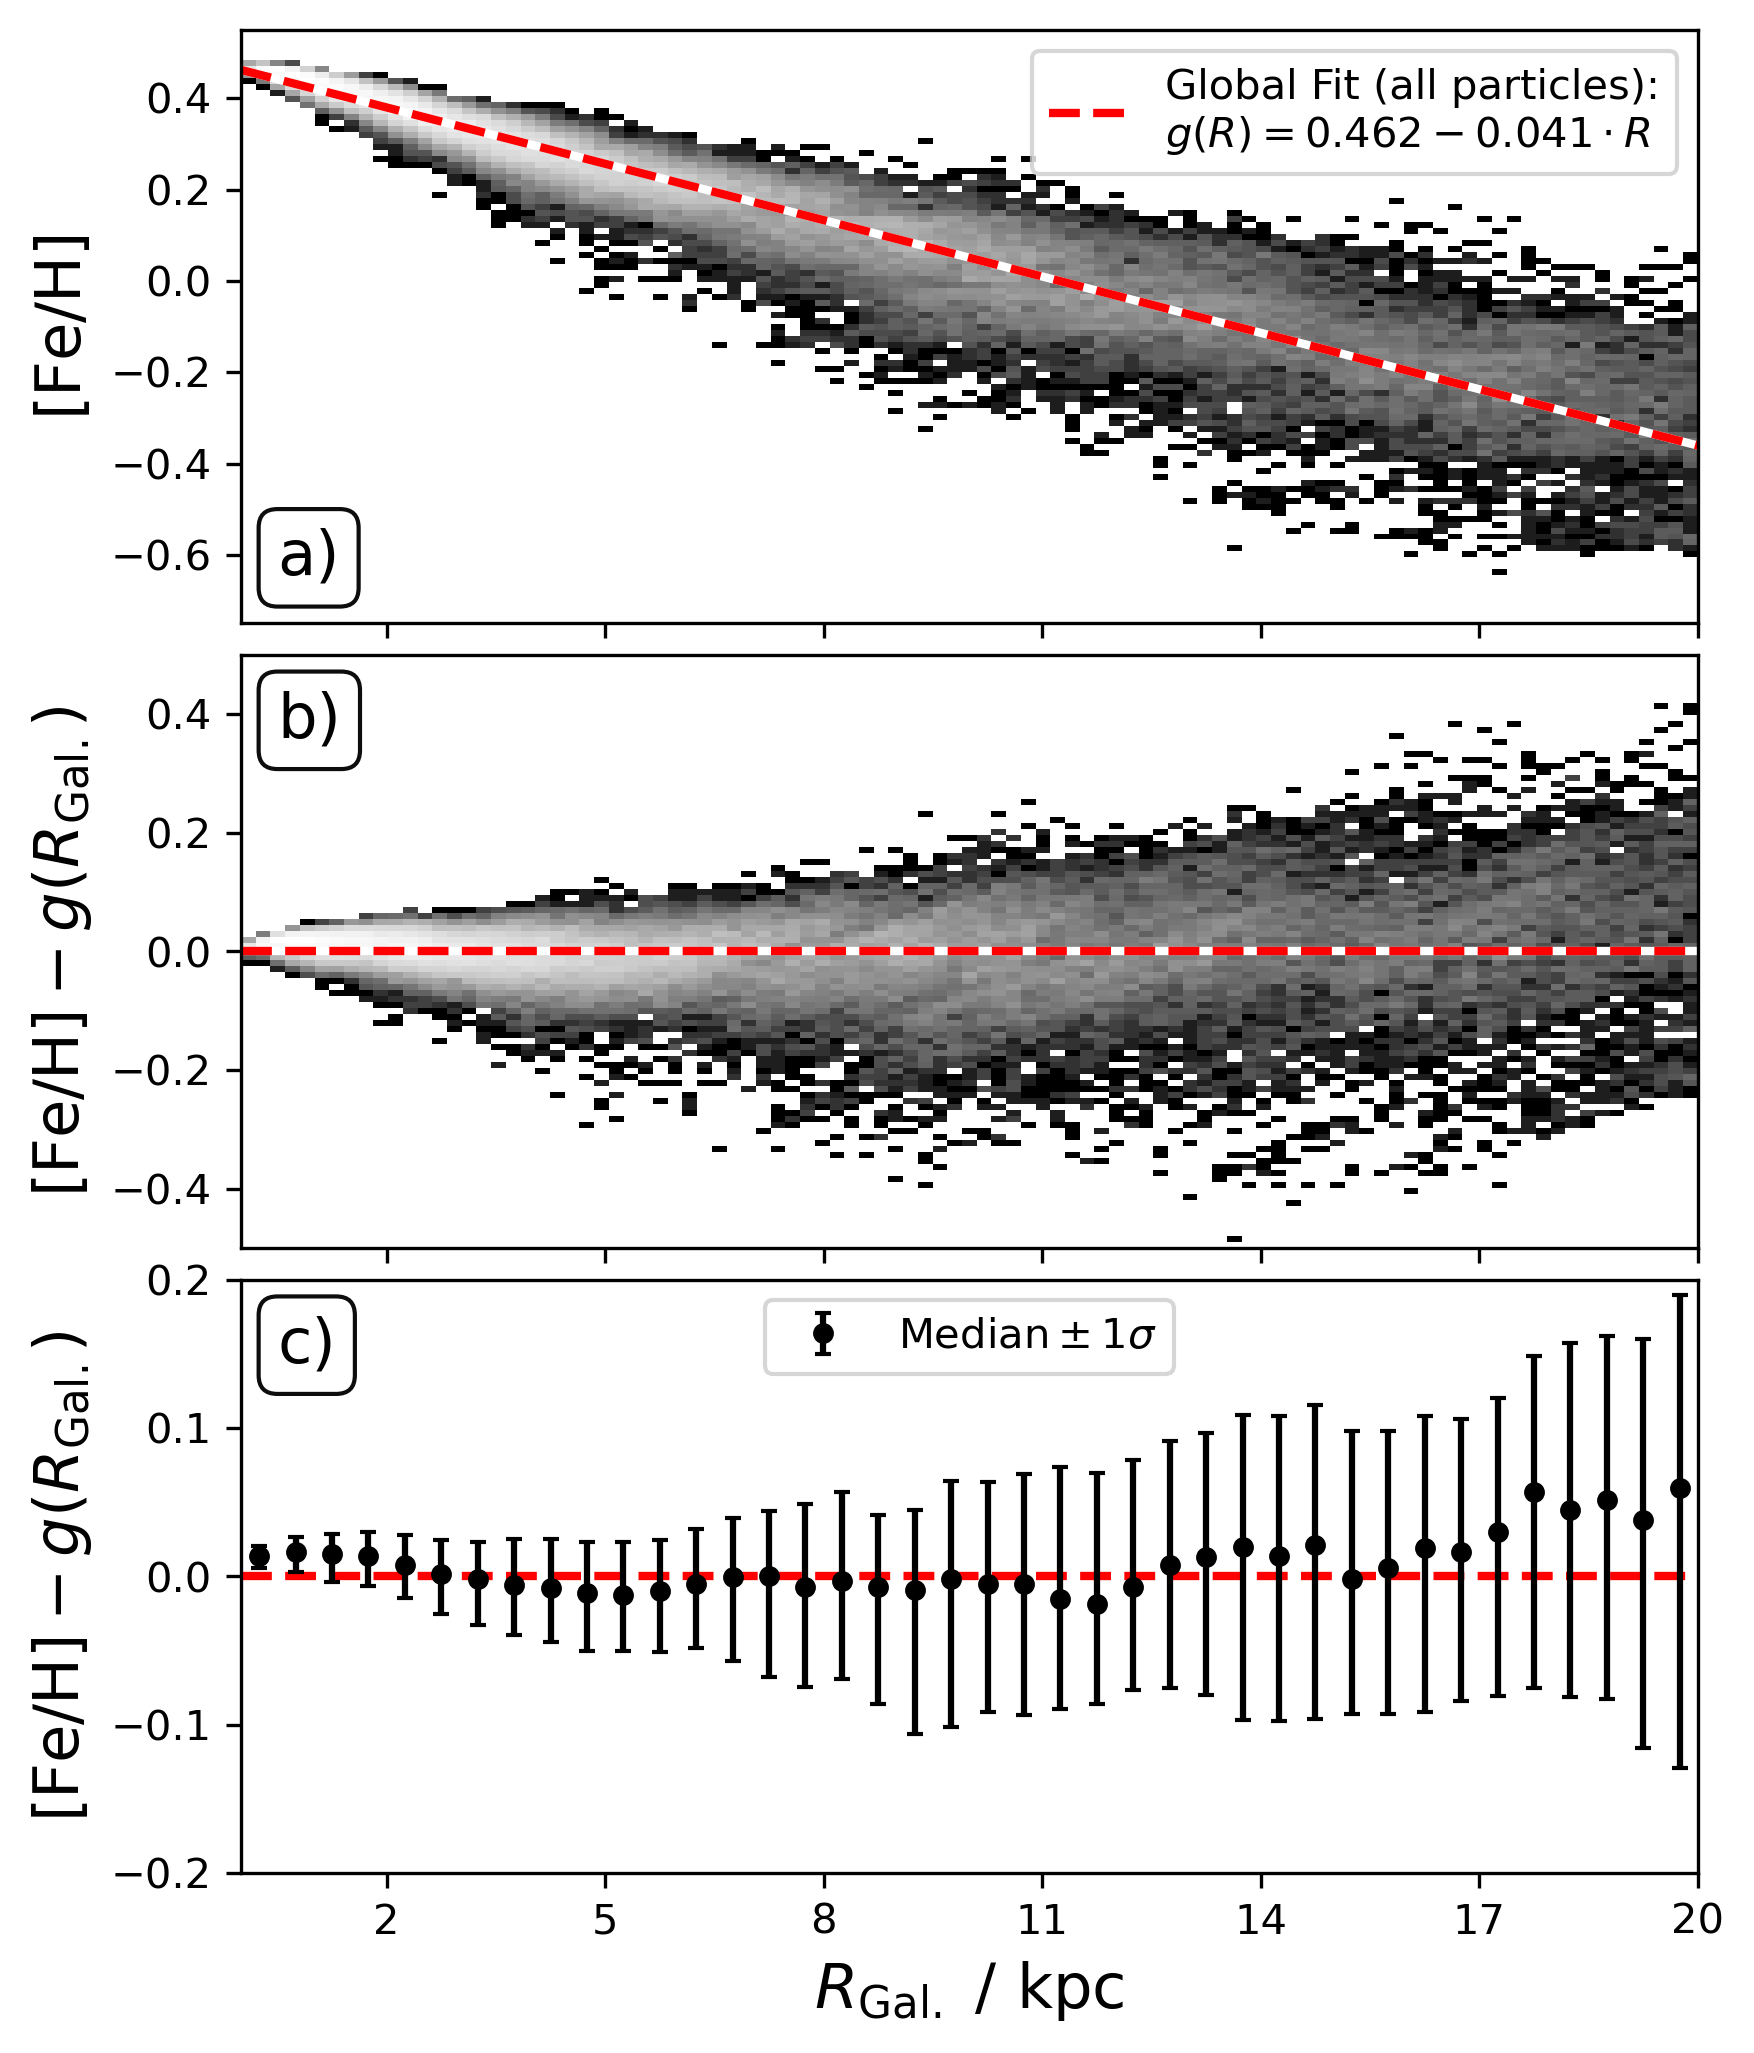 Global Fit (all particles):
g(R) = 0.462 − 0.041 · R
0.4
0.2
0.0
−0.2
−0.4
−0.6
[Fe/H]
a)
b)
0.4
0.2
0.0
−0.2
−0.4
[Fe/H] − g(R_Gal.)
c)
Median ± 1σ
0.2
0.1
0.0
−0.1
−0.2
[Fe/H] − g(R_Gal.)
2 5 8 11 14 17 20
R_Gal. / kpc